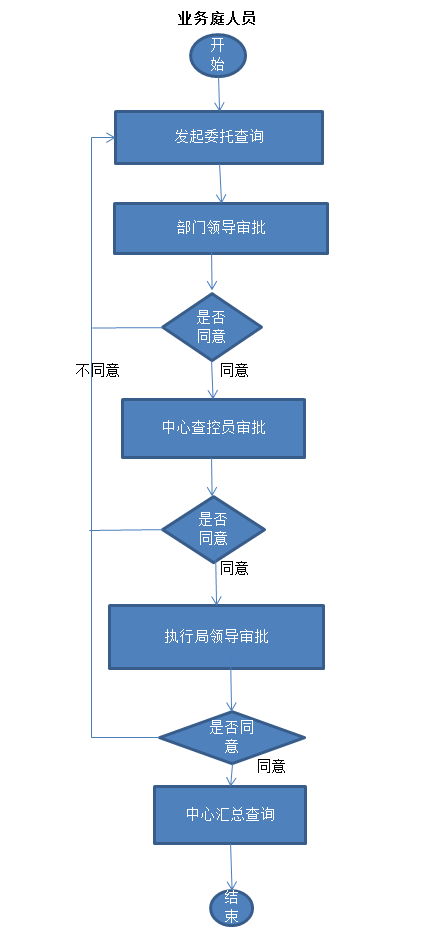 业务庭人员
开
始
发起委托查询
部门领导审批
是否
同意
不同意
同意
中心查控员审批
是否
同意
同意
执行局领导审批
是否同
意
同意
中心汇总查询
结
束